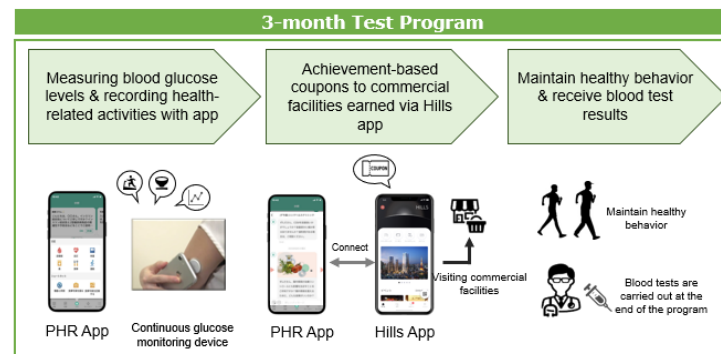 3-month Test Program
Measuring blood glucose
levels & recording health-
related activities with app
Achievement-based
coupons to commercial
facilities earned via Hills
app
Maintain healthy behavior
& receive blood test
results
COUPON
HILLS
Connect
Visiting commercial
facilities
Maintain healthy
behavior
Blood tests are
carried out at the
end of the program
PHR App
Continuous glucose
monitoring device
PHR App
Hills App